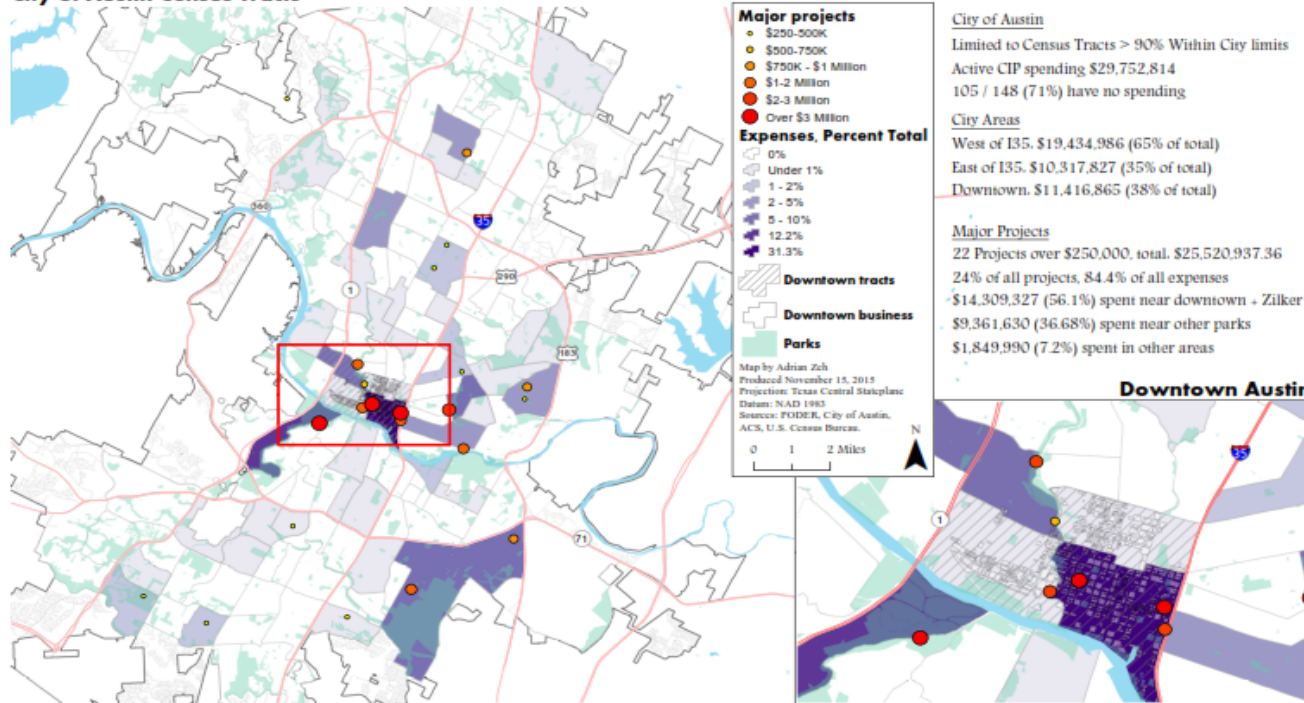 City of Austin Census Tracts
Major projects
$250-500K
$500-750K
$750K - $1 Million
$1-2 Million
$2-3 Million
Over $3 Million
Expenses, Percent Total
0%
Under 1%
1 - 2%
2 - 5%
5 - 10%
12.2%
31.3%
Downtown tracts
Downtown business
Parks
Map by Adrian Zch
Produced November 15, 2015
Projection: Texas Central Stateplane
Datum: NAD 1983
Sources: PODER, City of Austin,
ACS, U.S. Census Bureau.
N
0 1 2 Miles
City of Austin
Limited to Census Tracts > 90% Within City limits
Active CIP spending $29,752,814
105 / 148 (71%) have no spending
City Areas
West of I35. $19,434,986 (65% of total)
East of I35. $10,317,827 (35% of total)
Downtown. $11,416,865 (38% of total)
Major Projects
22 Projects over $250,000, total. $25,520,937.36
24% of all projects, 84.4% of all expenses
$14,309,327 (56.1%) spent near downtown + Zilker
$9,361,630 (36.68%) spent near other parks
$1,849,990 (7.2%) spent in other areas
360
35
290
1
183
71
Downtown Austin
35
1